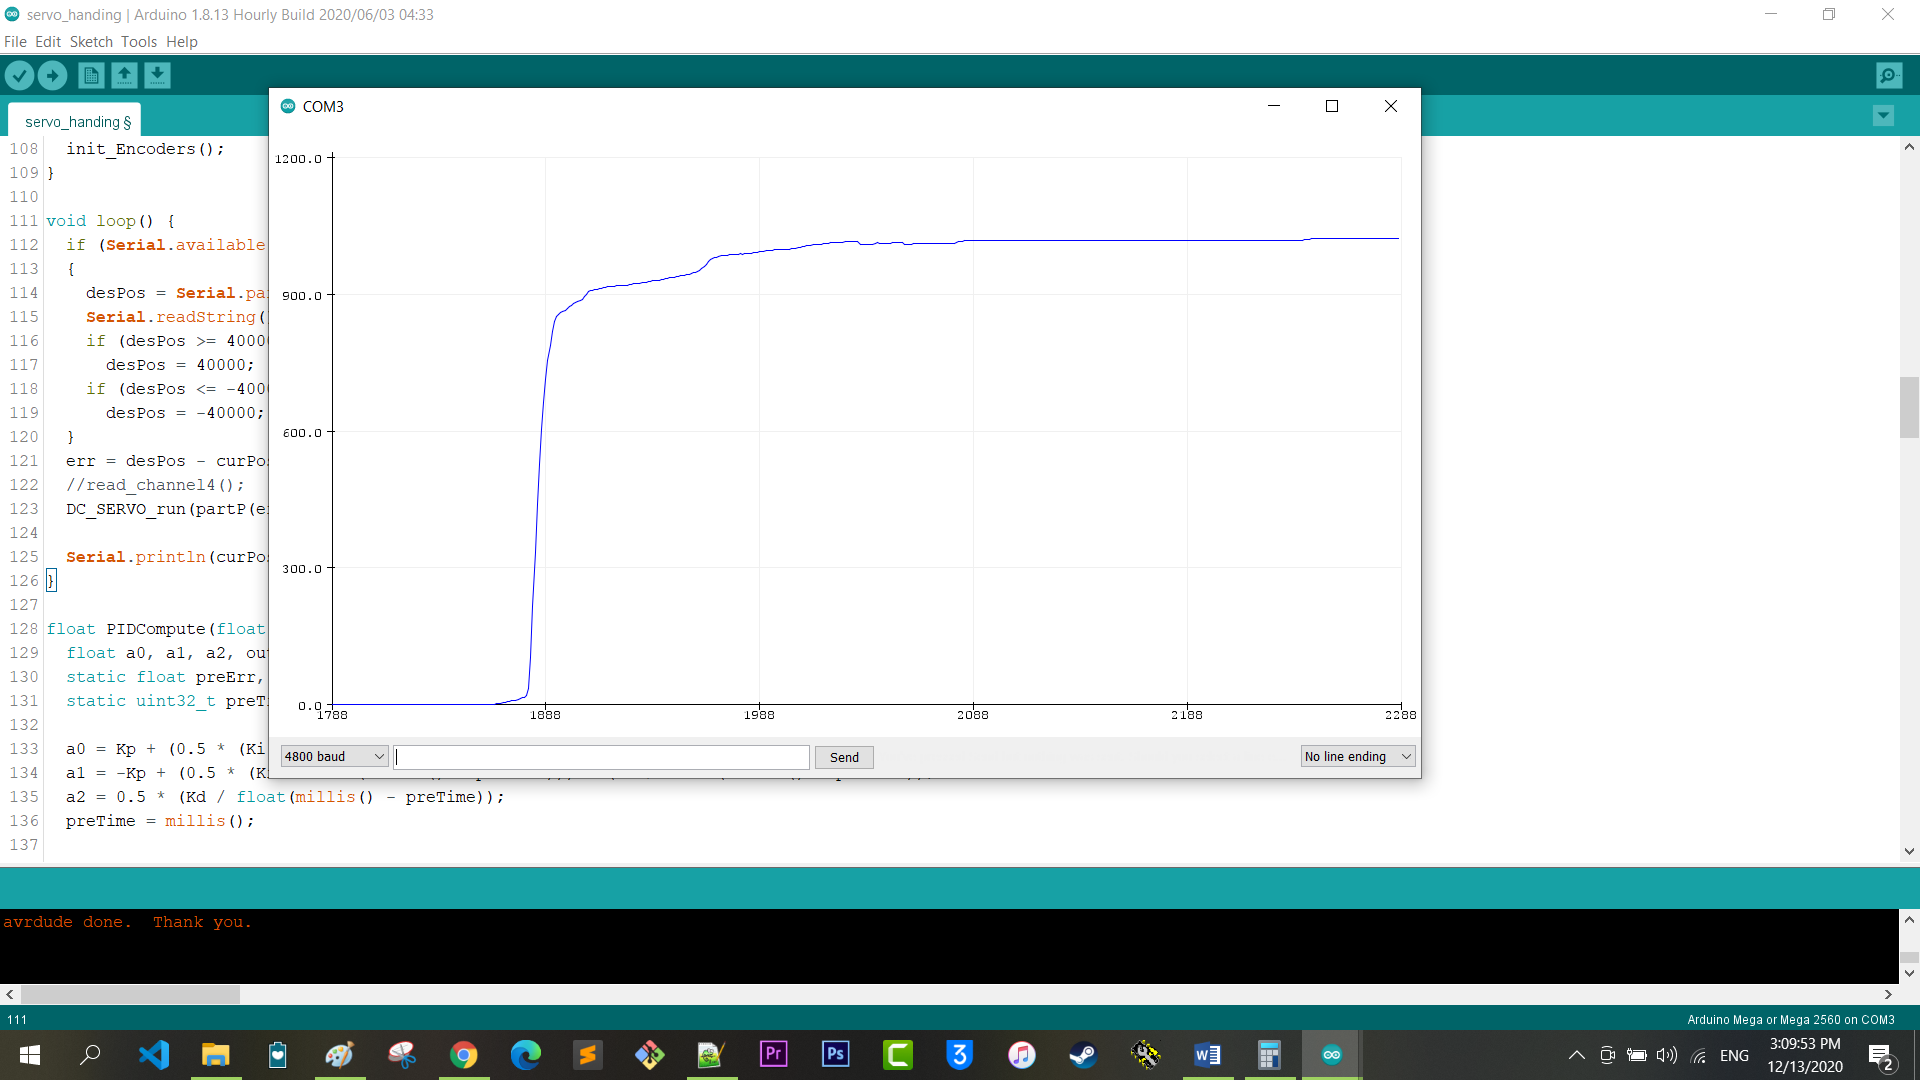 servo_handing | Arduino 1.8.13 Hourly Build 2020/06/03 04:33
File Edit Sketch Tools Help
servo_handing §
108 init_Encoders();
109 }
110
111 void loop() {
112 if (Serial.available
113 {
114 desPos = Serial.pa
115 Serial.readString(
116 if (desPos >= 4000
117 desPos = 40000;
118 if (desPos <= -400
119 desPos = -40000;
120 }
121 err = desPos - curPo
122 //read_channel4();
123 DC_SERVO_run(partP(e
124
125 Serial.println(curPo
126 }
127
128 float PIDCompute(float
129 float a0, a1, a2, ou
130 static float preErr,
131 static uint32_t preT
132
133 a0 = Kp + (0.5 * (Ki
134 a1 = -Kp + (0.5 * (K
135 a2 = 0.5 * (Kd / float(millis() - preTime));
136 preTime = millis();
137
COM3
1200.0
900.0
600.0
300.0
0.0
1788 1888 1988 2088 2188 2288
4800 baud
Send
No line ending
avrdude done. Thank you.
111
Arduino Mega or Mega 2560 on COM3
Pr
Ps
3
ENG
3:09:53 PM
12/13/2020
2